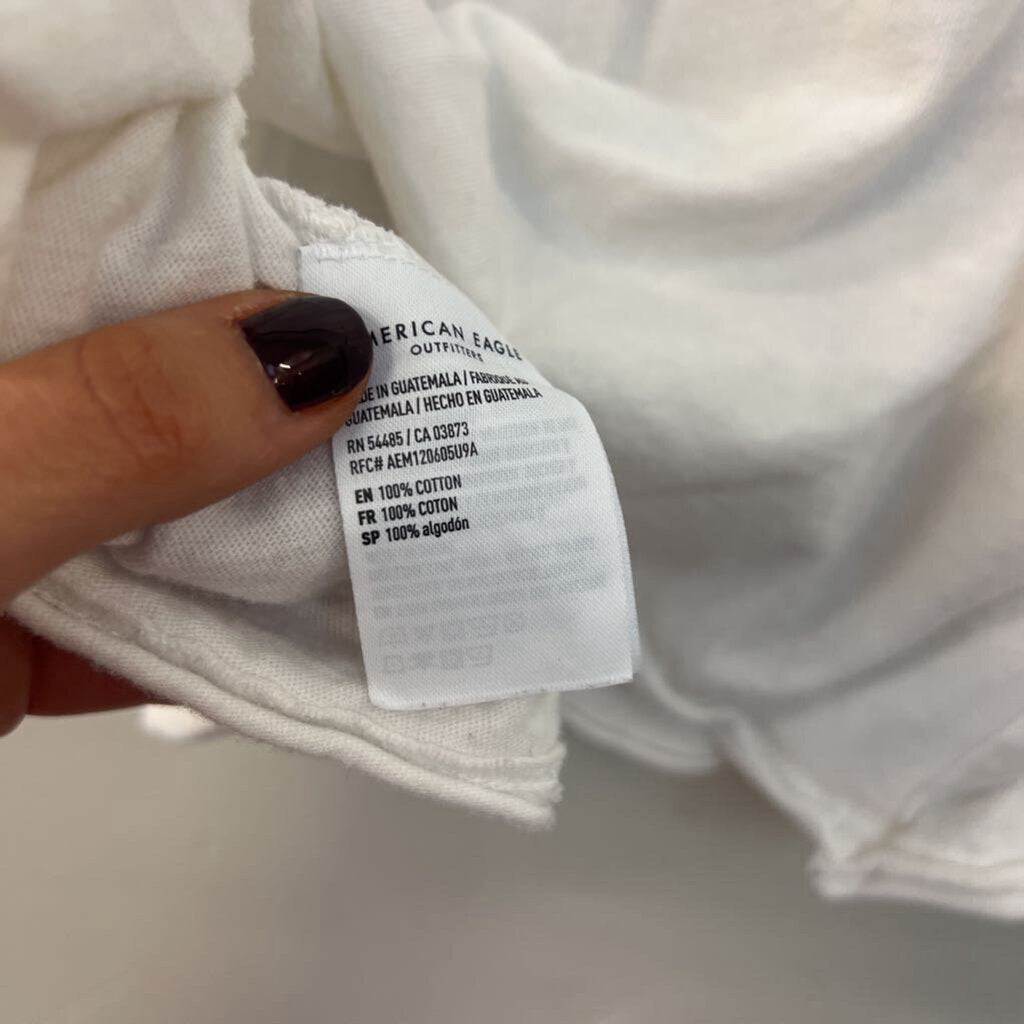 MERICAN EAGLE
OUTFITTERS
DE IN GUATEMALA / FABRIQUÉ AU
GUATEMALA / HECHO EN GUATEMALA
RN 54485 / CA 03873
RFC# AEM120605U9A
EN 100% COTTON
FR 100% COTON
SP 100% algodón